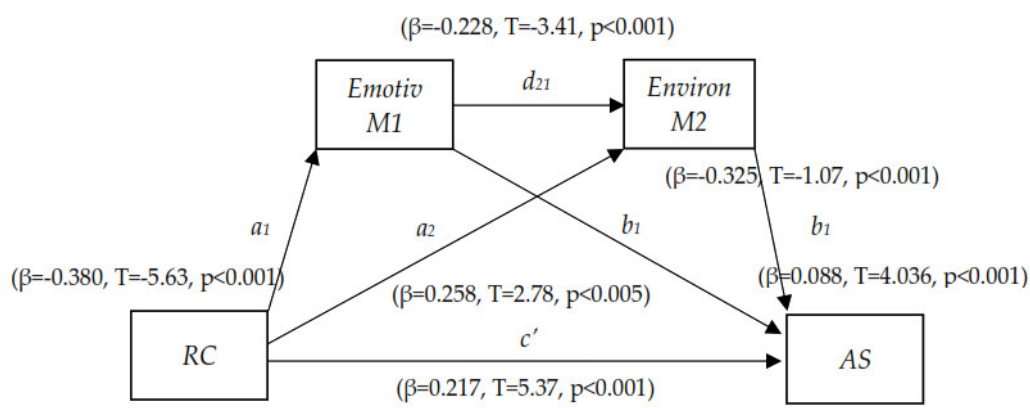 (β=-0.228, T=-3.41, p<0.001)
Emotiv
M1
d21
Environ
M2
(β=-0.325, T=-1.07, p<0.001)
a1
a2
b1
b1
(β=-0.380, T=-5.63, p<0.001)
(β=0.258, T=2.78, p<0.005)
(β=0.088, T=4.036, p<0.001)
RC
c’
AS
(β=0.217, T=5.37, p<0.001)